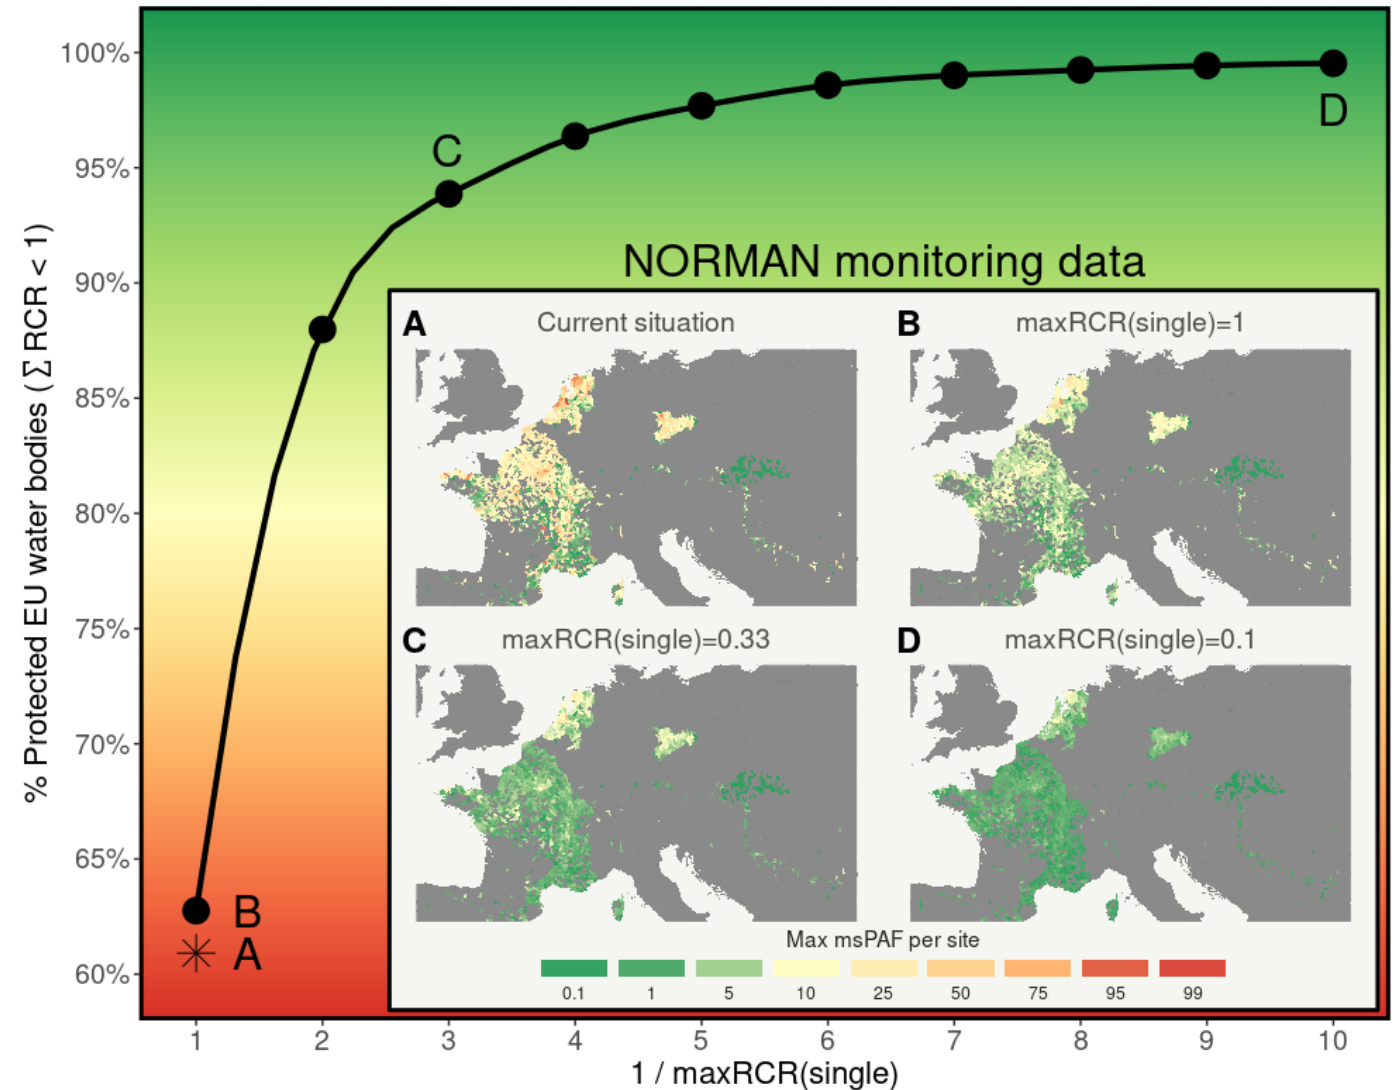 100%
95%
90%
85%
80%
75%
70%
65%
60%
% Protected EU water bodies ( ∑ RCR < 1)
C
D
B
A
NORMAN monitoring data
A Current situation
B maxRCR(single)=1
C maxRCR(single)=0.33
D maxRCR(single)=0.1
Max msPAF per site
0.1 1 5 10 25 50 75 95 99
1 2 3 4 5 6 7 8 9 10
1 / maxRCR(single)